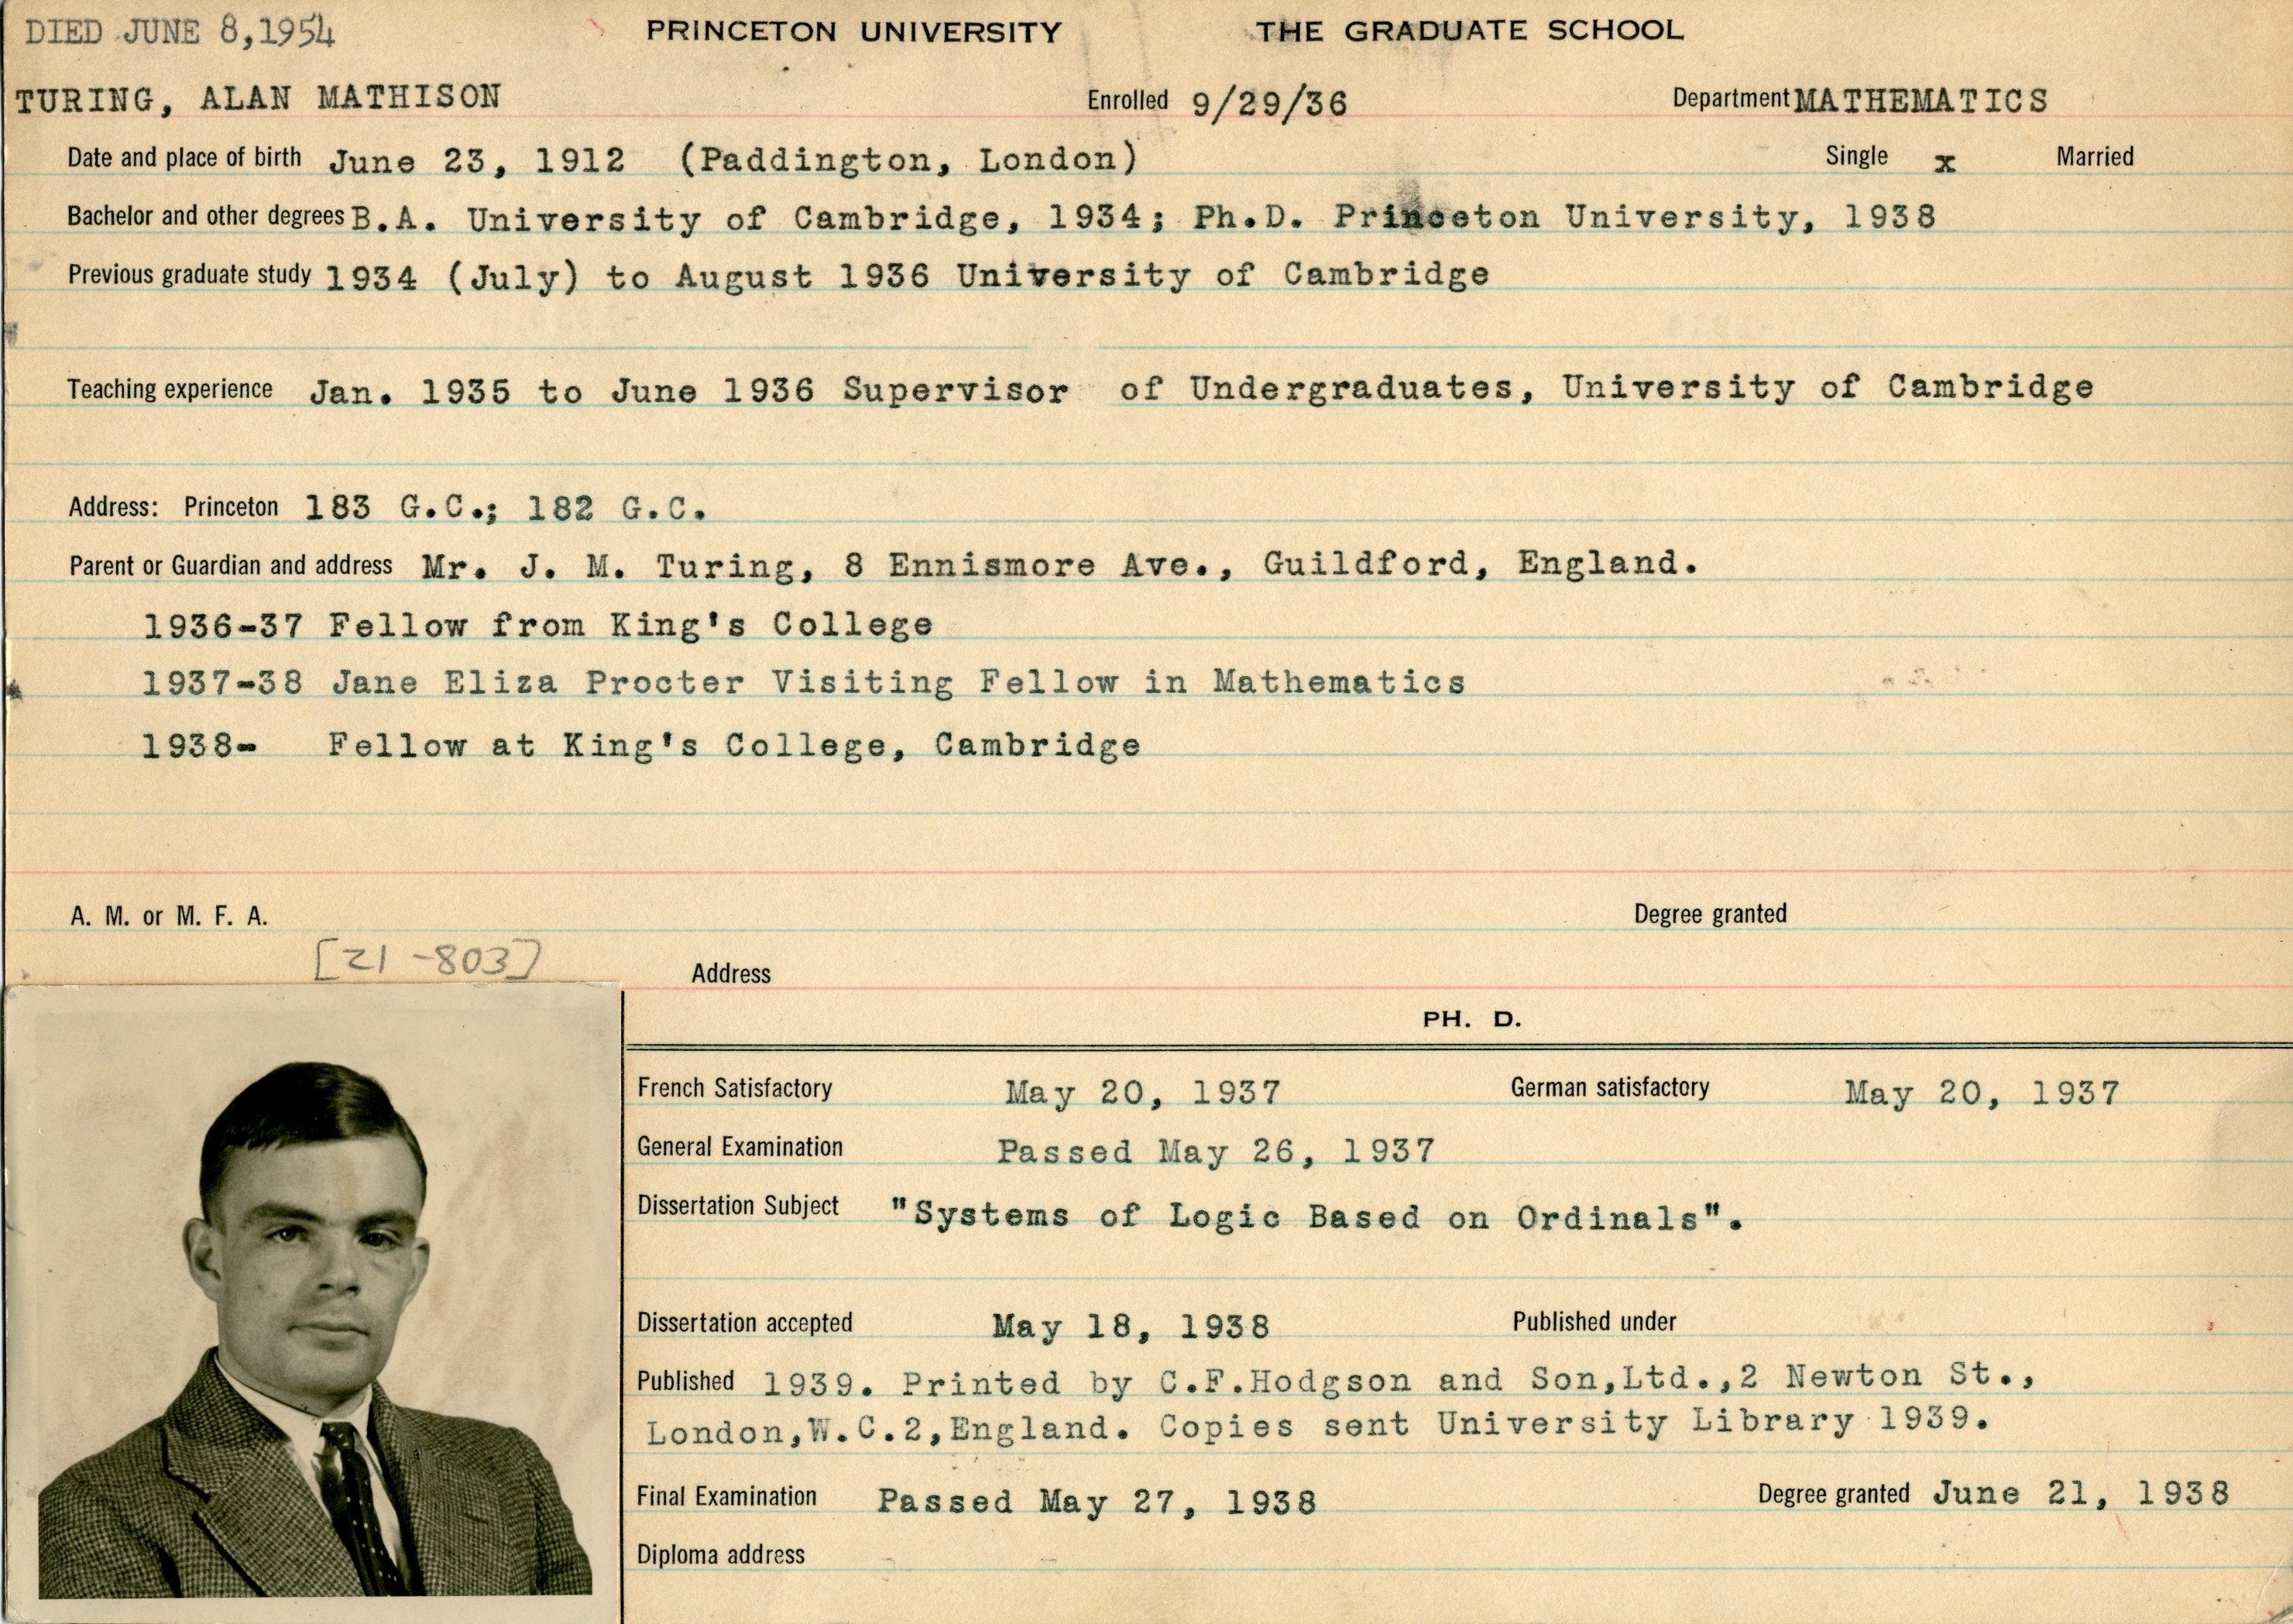 DIED JUNE 8, 1954 PRINCETON UNIVERSITY THE GRADUATE SCHOOL
TURING, ALAN MATHISON Enrolled 9/29/36 Department MATHEMATICS
Date and place of birth June 23, 1912 (Paddington, London) Single x Married
Bachelor and other degrees B.A. University of Cambridge, 1934; Ph.D. Princeton University, 1938
Previous graduate study 1934 (July) to August 1936 University of Cambridge
Teaching experience Jan. 1935 to June 1936 Supervisor of Undergraduates, University of Cambridge
Address: Princeton 183 G.C.; 182 G.C.
Parent or Guardian and address Mr. J. M. Turing, 8 Ennismore Ave., Guildford, England.
1936-37 Fellow from King's College
1937-38 Jane Eliza Procter Visiting Fellow in Mathematics
1938- Fellow at King's College, Cambridge
A. M. or M. F. A. Degree granted
[21 -803]
Address
PH. D.
French Satisfactory May 20, 1937 German satisfactory May 20, 1937
General Examination Passed May 26, 1937
Dissertation Subject "Systems of Logic Based on Ordinals".
Dissertation accepted May 18, 1938 Published under
Published 1939. Printed by C.F.Hodgson and Son,Ltd.,2 Newton St.,
London,W.C.2,England. Copies sent University Library 1939.
Final Examination Passed May 27, 1938 Degree granted June 21, 1938
Diploma address